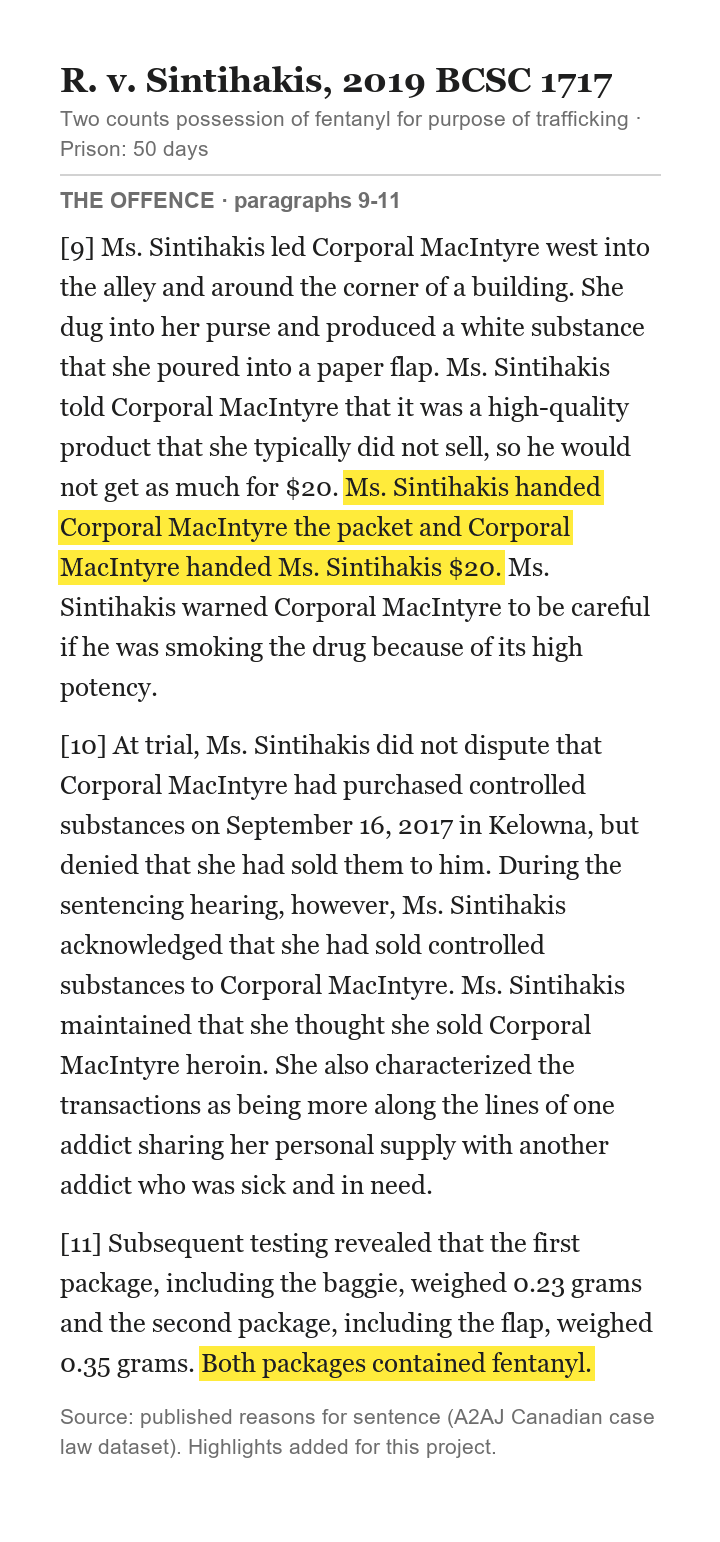 R. v. Sintihakis, 2019 BCSC 1717
Two counts possession of fentanyl for purpose of trafficking ·
Prison: 50 days
THE OFFENCE · paragraphs 9-11
[9] Ms. Sintihakis led Corporal MacIntyre west into
the alley and around the corner of a building. She
dug into her purse and produced a white substance
that she poured into a paper flap. Ms. Sintihakis
told Corporal MacIntyre that it was a high-quality
product that she typically did not sell, so he would
not get as much for $20. Ms. Sintihakis handed
Corporal MacIntyre the packet and Corporal
MacIntyre handed Ms. Sintihakis $20. Ms.
Sintihakis warned Corporal MacIntyre to be careful
if he was smoking the drug because of its high
potency.
[10] At trial, Ms. Sintihakis did not dispute that
Corporal MacIntyre had purchased controlled
substances on September 16, 2017 in Kelowna, but
denied that she had sold them to him. During the
sentencing hearing, however, Ms. Sintihakis
acknowledged that she had sold controlled
substances to Corporal MacIntyre. Ms. Sintihakis
maintained that she thought she sold Corporal
MacIntyre heroin. She also characterized the
transactions as being more along the lines of one
addict sharing her personal supply with another
addict who was sick and in need.
[11] Subsequent testing revealed that the first
package, including the baggie, weighed 0.23 grams
and the second package, including the flap, weighed
0.35 grams. Both packages contained fentanyl.
Source: published reasons for sentence (A2AJ Canadian case
law dataset). Highlights added for this project.